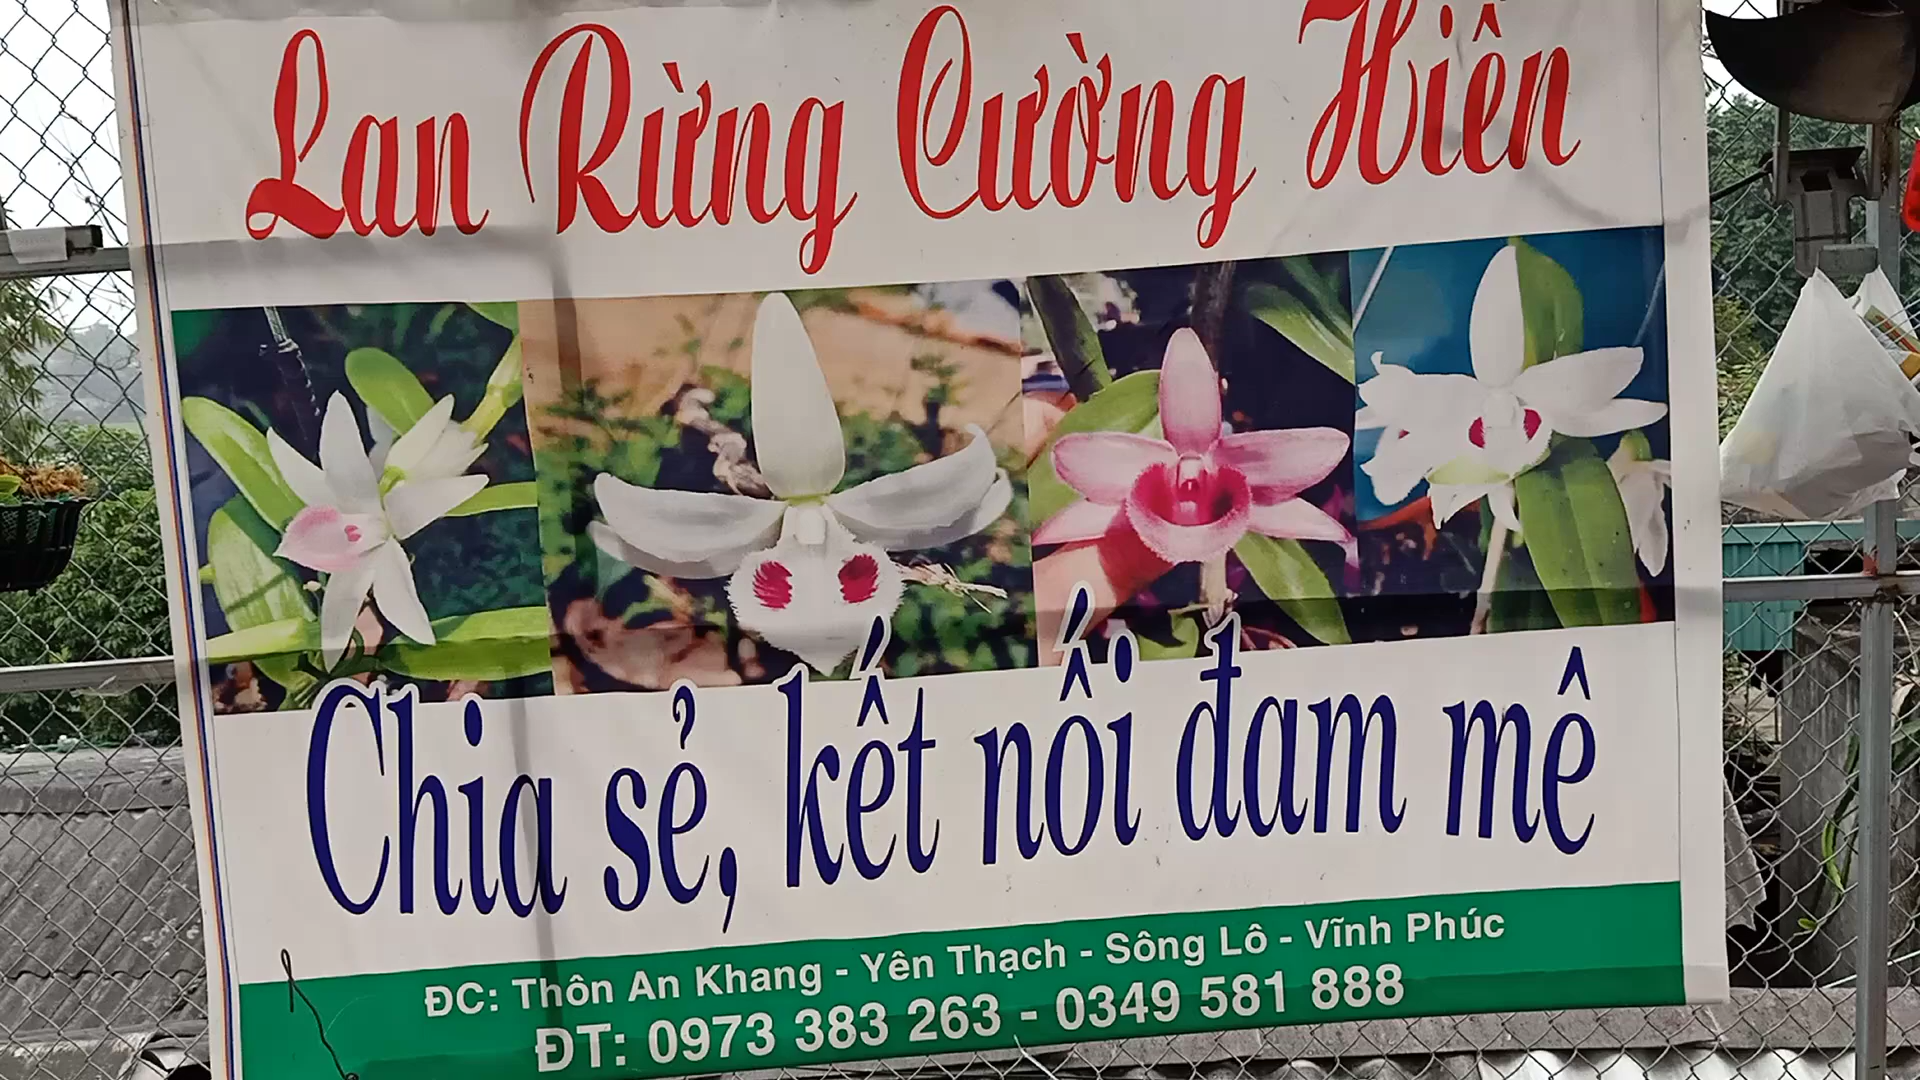 Lan Rừng Cường Hiên
Chia sẻ, kết nối đam mê
ĐC: Thôn An Khang - Yên Thạch - Sông Lô - Vĩnh Phúc
ĐT: 0973 383 263 - 0349 581 888